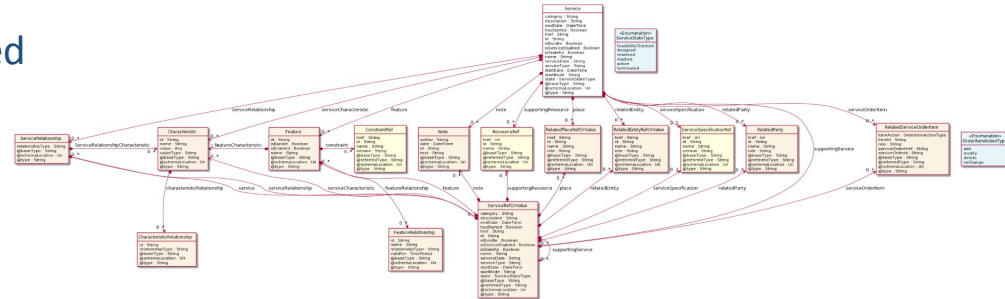 ed
Service
category : String
description : String
endDate : DateTime
hasStarted : Boolean
href : String
id : String
isBundle : Boolean
isServiceEnabled : Boolean
isStateful : Boolean
name : String
serviceDate : String
serviceType : String
startDate : DateTime
startMode : String
state : ServiceStateType
@baseType : String
@schemaLocation : Uri
@type : String
«Enumeration»
ServiceStateType
feasibilityChecked
designed
reserved
inactive
active
terminated
serviceRelationship
serviceCharacteristic
feature
note
supportingResource
place
relatedEntity
serviceSpecification
relatedParty
serviceOrderItem
supportingService
ServiceRelationship
relationshipType : String
@baseType : String
@schemaLocation : Uri
@type : String
ServiceRelationshipCharacteristic
Characteristic
id : String
name : String
value : Any
valueType : String
@baseType : String
@schemaLocation : Uri
@type : String
featureCharacteristic
Feature
id : String
isBundle : Boolean
isEnabled : Boolean
name : String
@baseType : String
@schemaLocation : Uri
@type : String
constraint
ConstraintRef
href : Uri
id : String
name : String
version : String
@baseType : String
@referredType : String
@schemaLocation : Uri
@type : String
Note
author : String
date : DateTime
id : String
text : String
@baseType : String
@schemaLocation : Uri
@type : String
ResourceRef
href : Uri
id : String
name : String
@baseType : String
@referredType : String
@schemaLocation : Uri
@type : String
RelatedPlaceRefOrValue
href : String
id : String
name : String
role : String
@baseType : String
@referredType : String
@schemaLocation : Uri
@type : String
RelatedEntityRefOrValue
href : String
id : String
name : String
role : String
@baseType : String
@referredType : String
@schemaLocation : Uri
@type : String
ServiceSpecificationRef
href : Uri
id : String
name : String
version : String
@baseType : String
@referredType : String
@schemaLocation : Uri
@type : String
RelatedParty
href : String
id : String
name : String
role : String
@baseType : String
@referredType : String
@schemaLocation : Uri
@type : String
RelatedServiceOrderItem
itemAction : OrderItemActionType
itemId : String
role : String
serviceOrderHref : String
serviceOrderId : String
@baseType : String
@referredType : String
@schemaLocation : Uri
@type : String
«Enumeration»
OrderItemActionType
add
modify
delete
noChange
characteristicRelationship
service
serviceRelationship
serviceCharacteristic
featureRelationship
feature
note
supportingResource
place
relatedEntity
serviceSpecification
relatedParty
serviceOrderItem
CharacteristicRelationship
id : String
relationshipType : String
@baseType : String
@schemaLocation : Uri
@type : String
FeatureRelationship
id : String
name : String
relationshipType : String
validFor : TimePeriod
@baseType : String
@schemaLocation : Uri
@type : String
ServiceRefOrValue
category : String
description : String
endDate : DateTime
hasStarted : Boolean
href : String
id : String
isBundle : Boolean
isServiceEnabled : Boolean
isStateful : Boolean
name : String
serviceDate : String
serviceType : String
startDate : DateTime
startMode : String
state : ServiceStateType
@baseType : String
@referredType : String
@schemaLocation : Uri
@type : String
supportingService